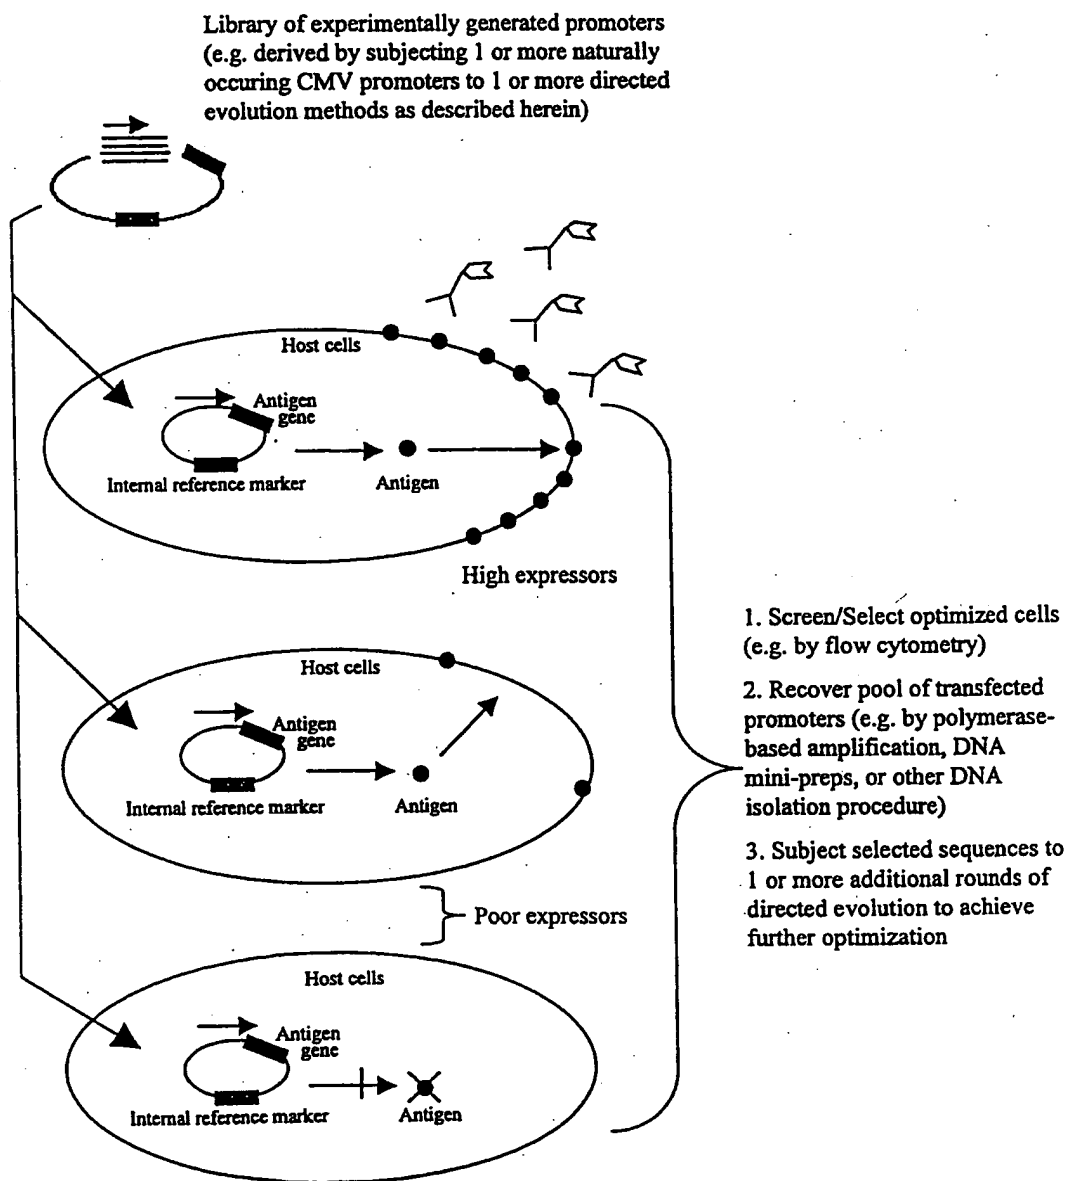 Library of experimentally generated promoters
(e.g. derived by subjecting 1 or more naturally
occuring CMV promoters to 1 or more directed
evolution methods as described herein)
Host cells
Antigen
gene
Internal reference marker
Antigen
High expressors
Host cells
Antigen
gene
Internal reference marker
Antigen
Poor expressors
Host cells
Antigen
gene
Internal reference marker
Antigen
1. Screen/Select optimized cells
(e.g. by flow cytometry)
2. Recover pool of transfected
promoters (e.g. by polymerase-
based amplification, DNA
mini-preps, or other DNA
isolation procedure)
3. Subject selected sequences to
1 or more additional rounds of
directed evolution to achieve
further optimization